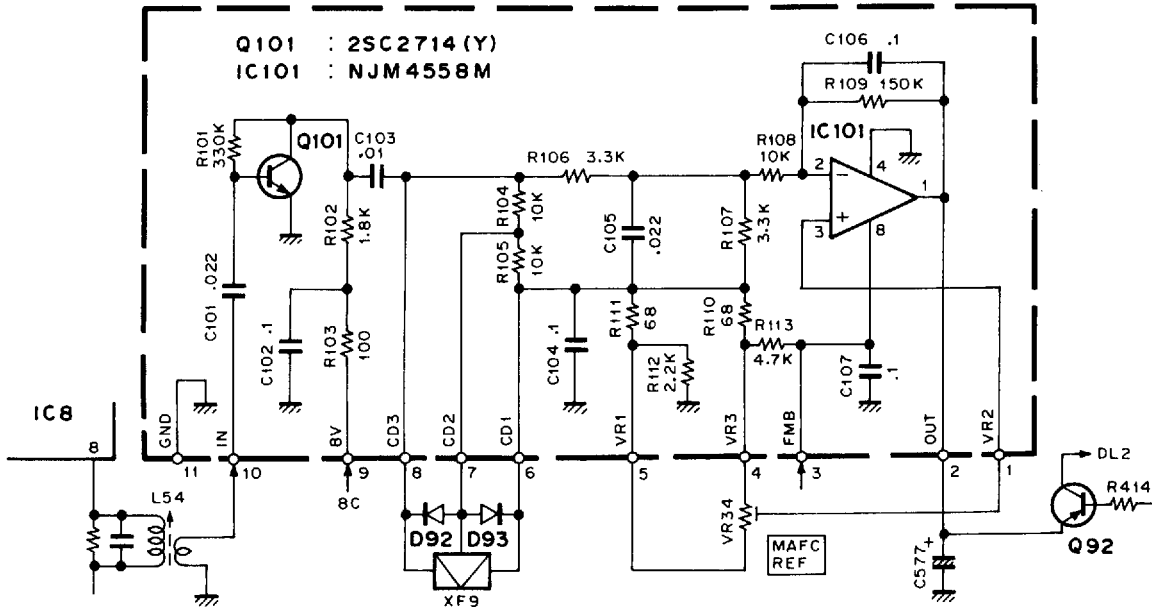 Q101 : 2SC2714(Y)
IC101 : NJM4558M
C106 .1
R109 150K
IC101
R101
330K
Q101
C103
.01
R106 3.3K
R108
10K
2
−
4
1
+
3
8
R102
1.8K
R104
10K
R105
10K
C105
.022
R107
3.3K
C101 .022
C102 .1
R103
100
C104 .1
R111
68
R110
68
R113
4.7K
R112
2.2K
C107
.1
IC8
8
GND
IN
8V
CD3
CD2
CD1
VR1
VR3
FMB
OUT
VR2
11
10
9
8
7
6
5
4
3
2
1
L54
8C
D92
D93
XF9
VR34
MAFC
REF
DL2
R414
Q92
C577
+